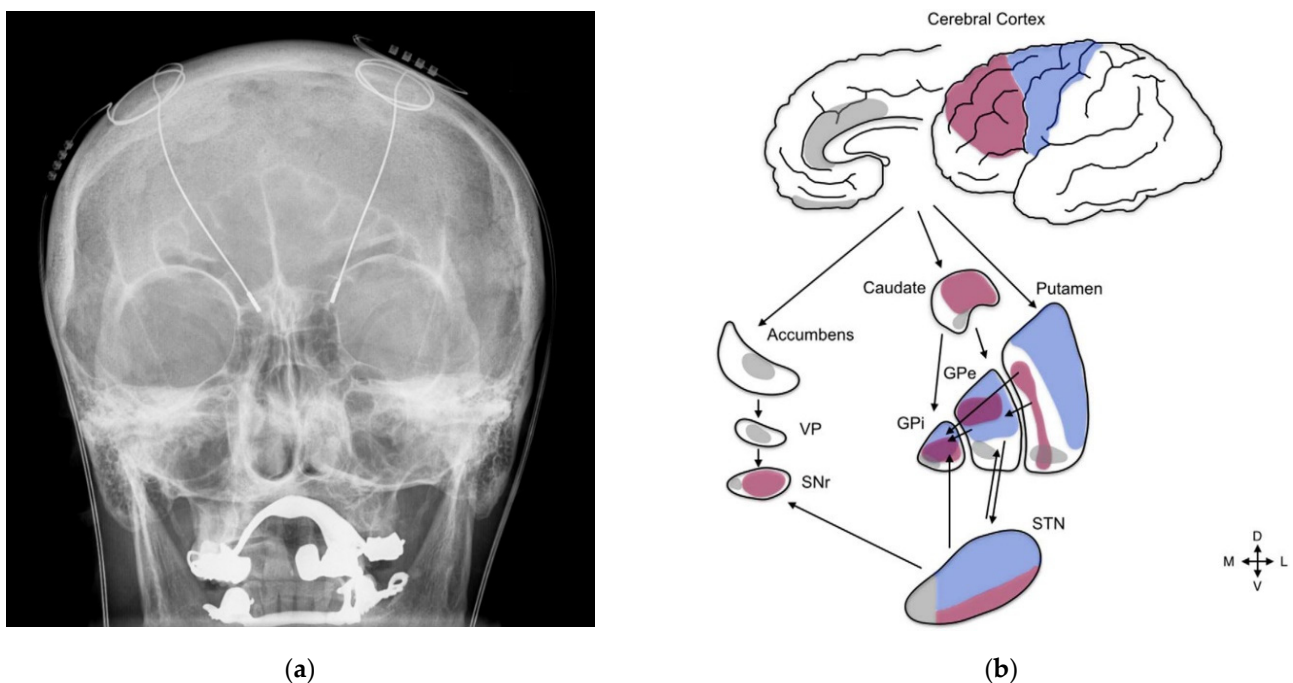 Cerebral Cortex
Caudate
Putamen
Accumbens
GPe
GPi
VP
SNr
STN
D
M L
V
(a)
(b)